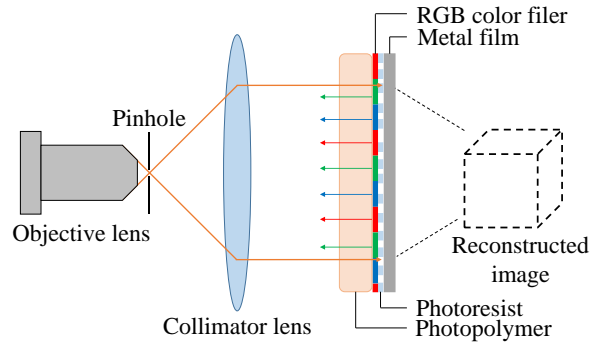 RGB color filer
Metal film
Pinhole
Objective lens
Reconstructed
image
Collimator lens
Photoresist
Photopolymer